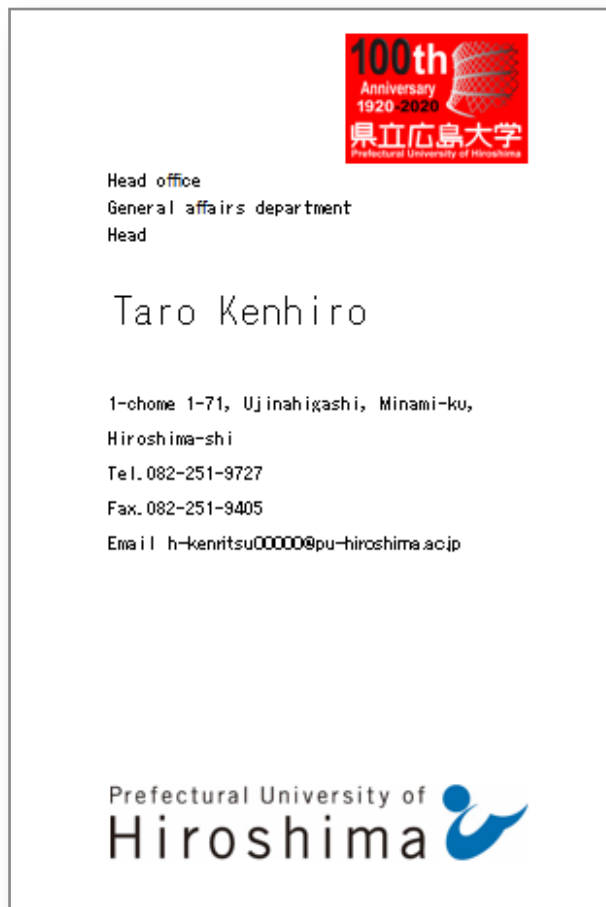 100th
Anniversary
1920-2020
県立広島大学
Prefectural University of Hiroshima
Head office
General affairs department
Head
Taro Kenhiro
1-chome 1-71, Ujinahigashi, Minami-ku,
Hiroshima-shi
Tel.082-251-9727
Fax.082-251-9405
Email h-kenritsu00000@pu-hiroshima.ac.jp
Prefectural University of
Hiroshima